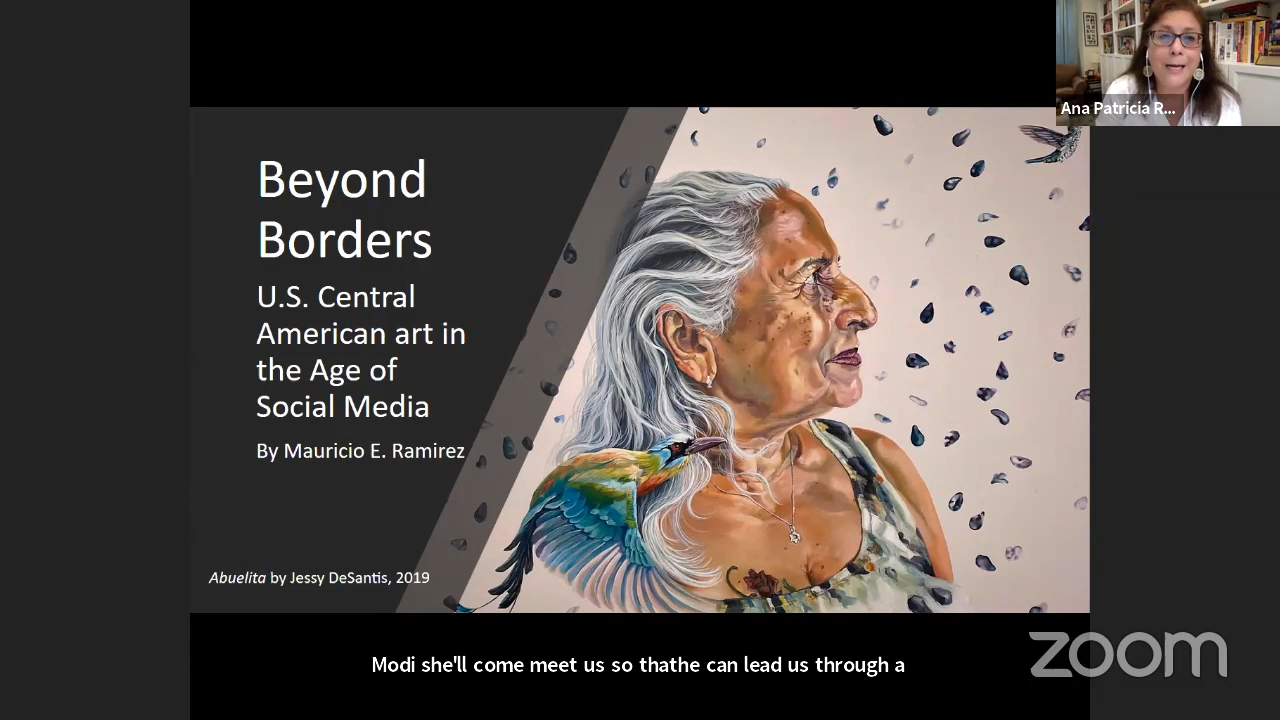 Ana Patricia R...
Beyond
Borders
U.S. Central
American art in
the Age of
Social Media
By Mauricio E. Ramirez
Abuelita by Jessy DeSantis, 2019
Modi she'll come meet us so thathe can lead us through a
zoom